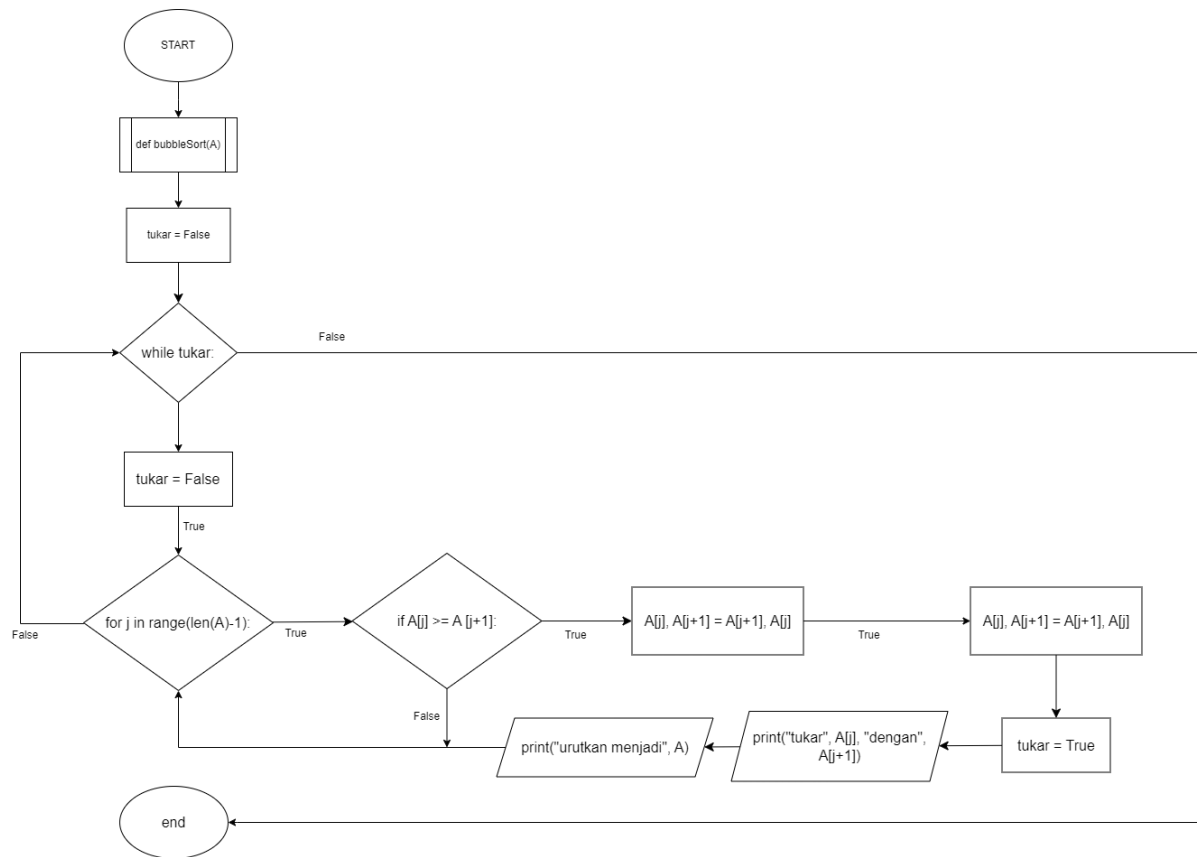 START
def bubbleSort(A)
tukar = False
while tukar:
False
tukar = False
True
for j in range(len(A)-1):
False
True
if A[j] >= A [j+1]:
True
False
A[j], A[j+1] = A[j+1], A[j]
True
A[j], A[j+1] = A[j+1], A[j]
tukar = True
print("tukar", A[j], "dengan",
A[j+1])
print("urutkan menjadi", A)
end